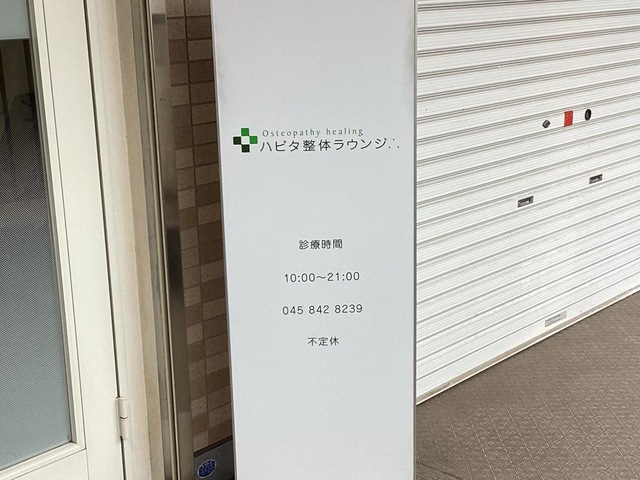 Osteopathy healing
ハビタ整体ラウンジ∴
診療時間
10:00〜21:00
045 842 8239
不定休